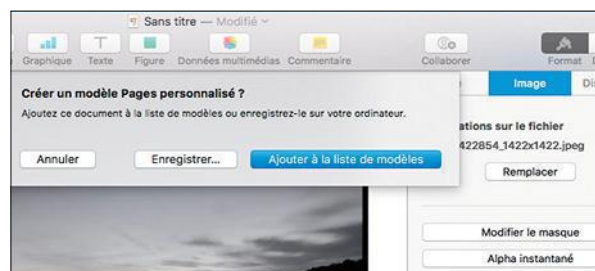 Sans titre — Modifié
Graphique Texte Figure Données multimédias Commentaire Collaborer Format
Image
Créer un modèle Pages personnalisé ?
Ajoutez ce document à la liste de modèles ou enregistrez-le sur votre ordinateur.
ations sur le fichier
422854_1422x1422.jpeg
Annuler Enregistrer... Ajouter à la liste de modèles
Remplacer
Modifier le masque
Alpha instantané